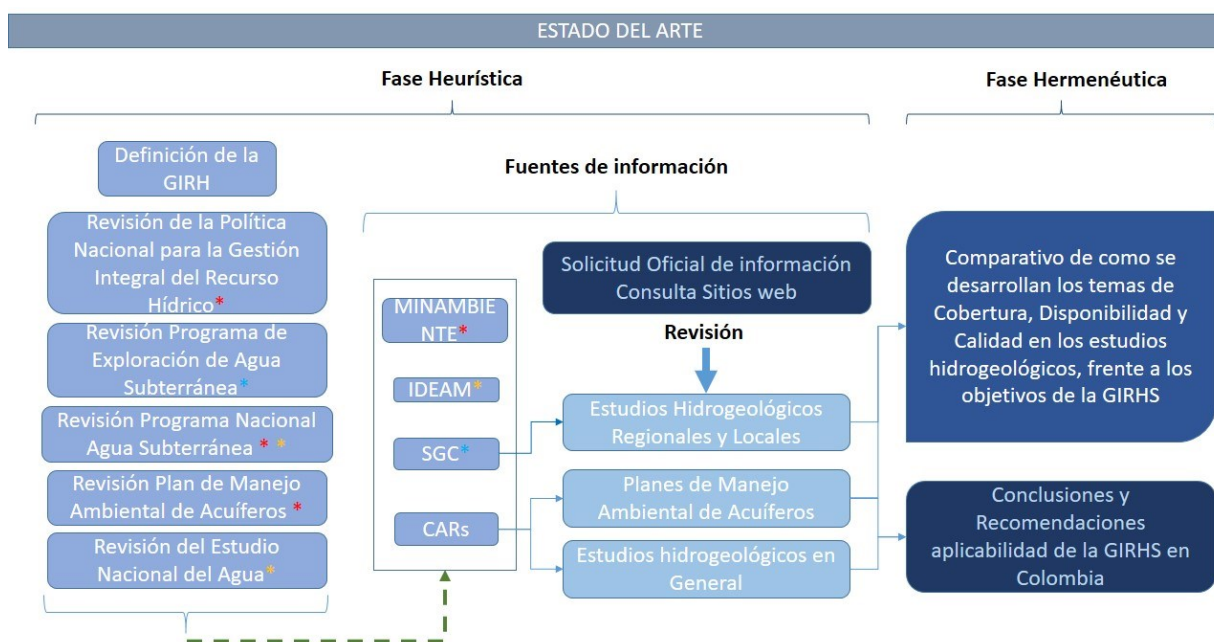 ESTADO DEL ARTE
Fase Heurística
Fase Hermenéutica
Definición de la
GIRH
Revisión de la Política
Nacional para la Gestión
Integral del Recurso
Hídrico*
Revisión Programa de
Exploración de Agua
Subterránea*
Revisión Programa Nacional
Agua Subterránea * *
Revisión Plan de Manejo
Ambiental de Acuíferos *
Revisión del Estudio
Nacional del Agua*
Fuentes de información
MINAMBIE
NTE*
IDEAM*
SGC*
CARs
Solicitud Oficial de información
Consulta Sitios web
Revisión
Estudios Hidrogeológicos
Regionales y Locales
Planes de Manejo
Ambiental de Acuíferos
Estudios hidrogeológicos en
General
Comparativo de como se
desarrollan los temas de
Cobertura, Disponibilidad y
Calidad en los estudios
hidrogeológicos, frente a los
objetivos de la GIRHS
Conclusiones y
Recomendaciones
aplicabilidad de la GIRHS en
Colombia